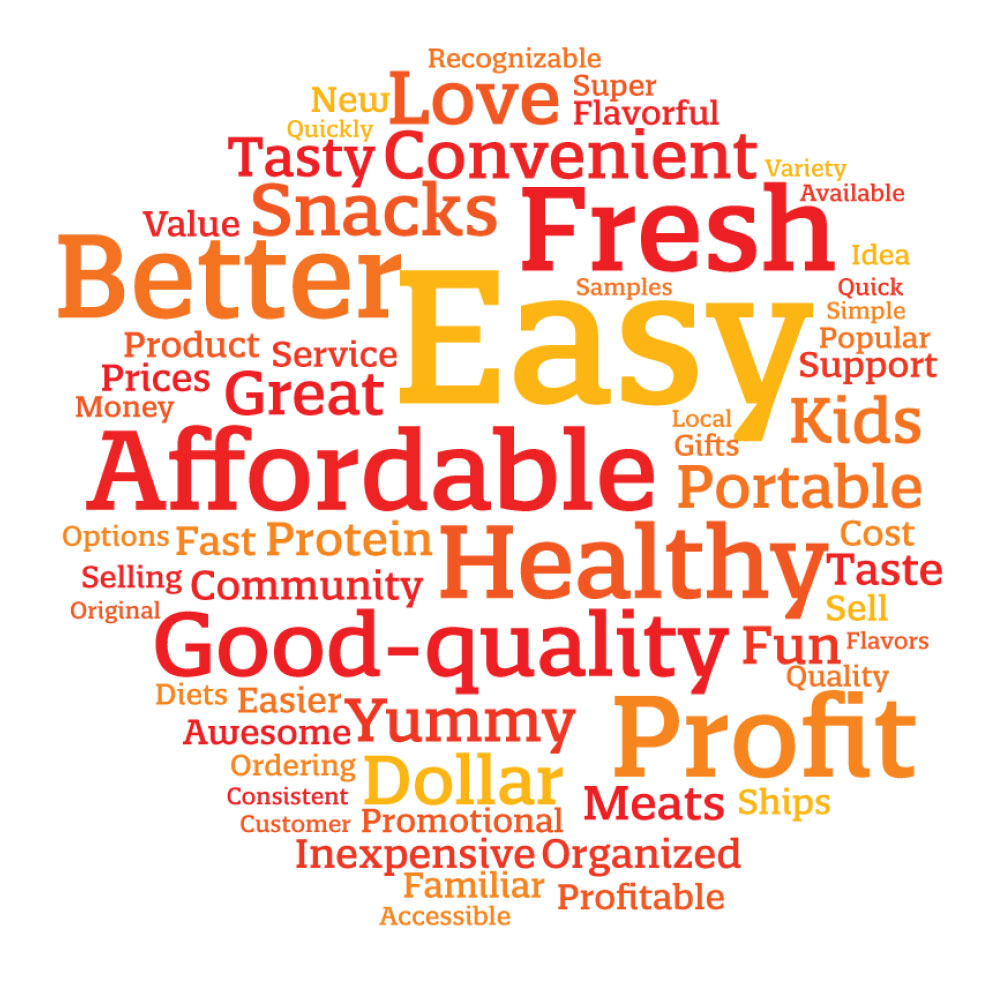 Recognizable
New Love Super
Quickly Flavorful
Tasty Convenient Variety
Snacks Fresh Available
Value
Better Easy Samples Idea
Quick
Simple
Product Service Popular
Prices Great Support
Money Local Kids
Gifts
Affordable Portable
Options Fast Protein Healthy Cost
Selling Community Taste
Original Sell
Good-quality Fun Flavors
Quality
Diets Easier
Awesome Yummy Profit
Ordering Dollar
Consistent Meats Ships
Customer Promotional
Inexpensive Organized
Familiar Profitable
Accessible